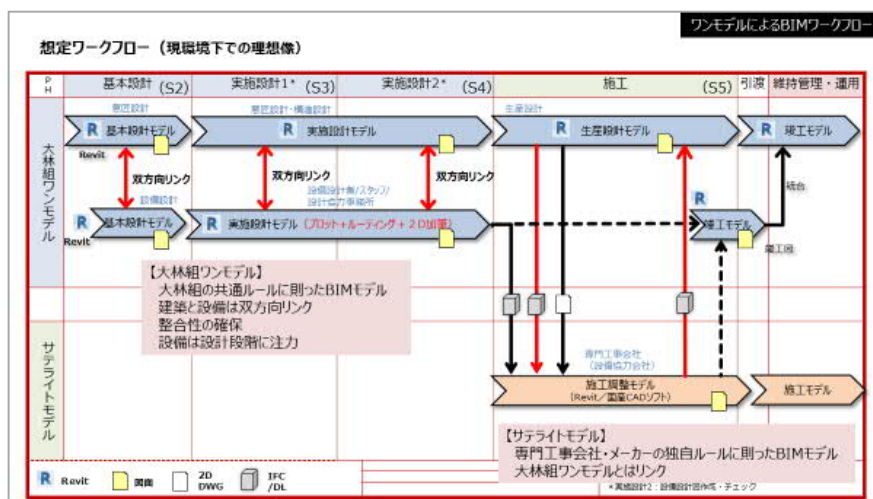 ワンモデルによるBIMワークフロー
想定ワークフロー（現環境下での理想像）
PH
基本設計 (S2)
実施設計1* (S3)
実施設計2* (S4)
施工 (S5)
引渡
維持管理・運用
大林組ワンモデル
意匠設計
意匠設計・構造設計
生産設計
R 基本設計モデル
R 実施設計モデル
R 生産設計モデル
R 竣工モデル
Revit
双方向リンク
双方向リンク
双方向リンク
設備設計
設備設計者/スタッフ/
設計協力事務所
R
統合
Revit
R 基本設計モデル
R 実施設計モデル（プロット+ルーティング+2D加筆）
竣工モデル
竣工図
【大林組ワンモデル】
大林組の共通ルールに則ったBIMモデル
建築と設備は双方向リンク
整合性の確保
設備は設計段階に注力
サテライトモデル
専門工事会社
（設備協力会社）
施工調整モデル
(Revit／国産CADソフト)
施工モデル
【サテライトモデル】
専門工事会社・メーカーの独自ルールに則ったBIMモデル
大林組ワンモデルとはリンク
R Revit
図面
2D
DWG
IFC
/DL
*実施設計2：設備設計図作成・チェック